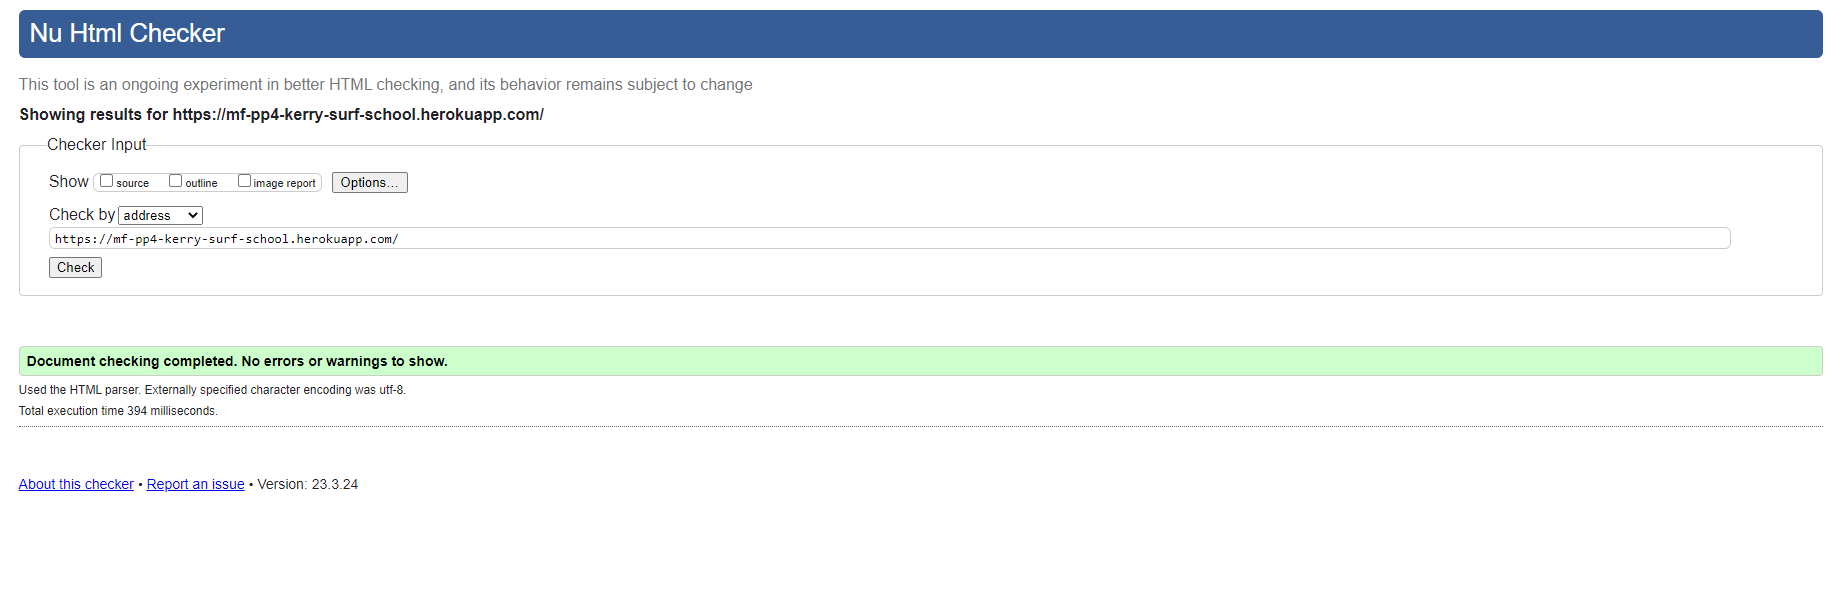 Nu Html Checker
This tool is an ongoing experiment in better HTML checking, and its behavior remains subject to change
Showing results for https://mf-pp4-kerry-surf-school.herokuapp.com/
Checker Input
Show source outline image report Options...
Check by address
https://mf-pp4-kerry-surf-school.herokuapp.com/
Check
Document checking completed. No errors or warnings to show.
Used the HTML parser. Externally specified character encoding was utf-8.
Total execution time 394 milliseconds.
About this checker • Report an issue • Version: 23.3.24